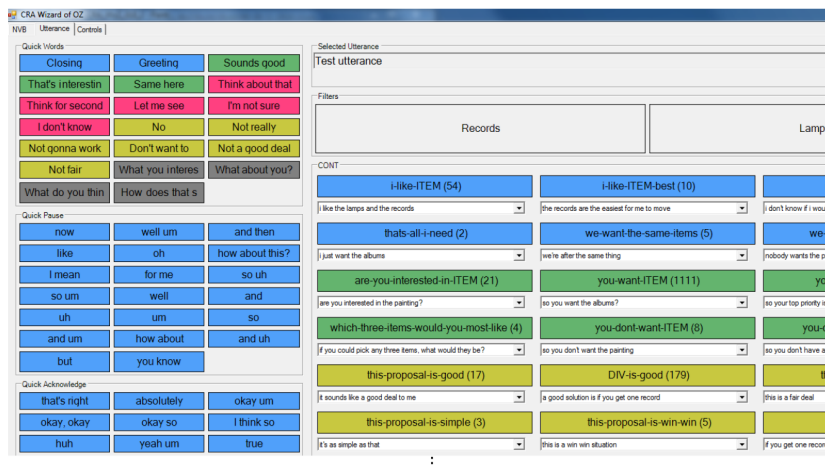 CRA Wizard of OZ
NVB Utterance Controls
Quick Words
Closing Greeting Sounds good
That's interestin Same here Think about that
Think for second Let me see I'm not sure
I don't know No Not really
Not gonna work Don't want to Not a good deal
Not fair What you interes What about you?
What do you thin How does that s
Quick Pause
now well um and then
like oh how about this?
I mean for me so uh
so um well and
uh um so
and um how about and uh
but you know
Quick Acknowledge
that's right absolutely okay um
okay, okay okay so I think so
huh yeah um true
Selected Utterance
Test utterance
Filters
Records Lamp
CONT
i-like-ITEM (54) i-like-ITEM-best (10)
i like the lamps and the records the records are the easiest for me to move i don't know if i wou
thats-all-i-need (2) we-want-the-same-items (5) we-
i just want the albums we're after the same thing nobody wants the p
are-you-interested-in-ITEM (21) you-want-ITEM (1111) yo
are you interested in the painting? so you want the albums? so your top priority i
which-three-items-would-you-most-like (4) you-dont-want-ITEM (8) you-
if you could pick any three items, what would they be? so you don't want the painting so you don't have a
this-proposal-is-good (17) DIV-is-good (179) t
it sounds like a good deal to me a good solution is if you get one record this is a fair deal
this-proposal-is-simple (3) this-proposal-is-win-win (5)
it's as simple as that this is a win win situation if you get one recor